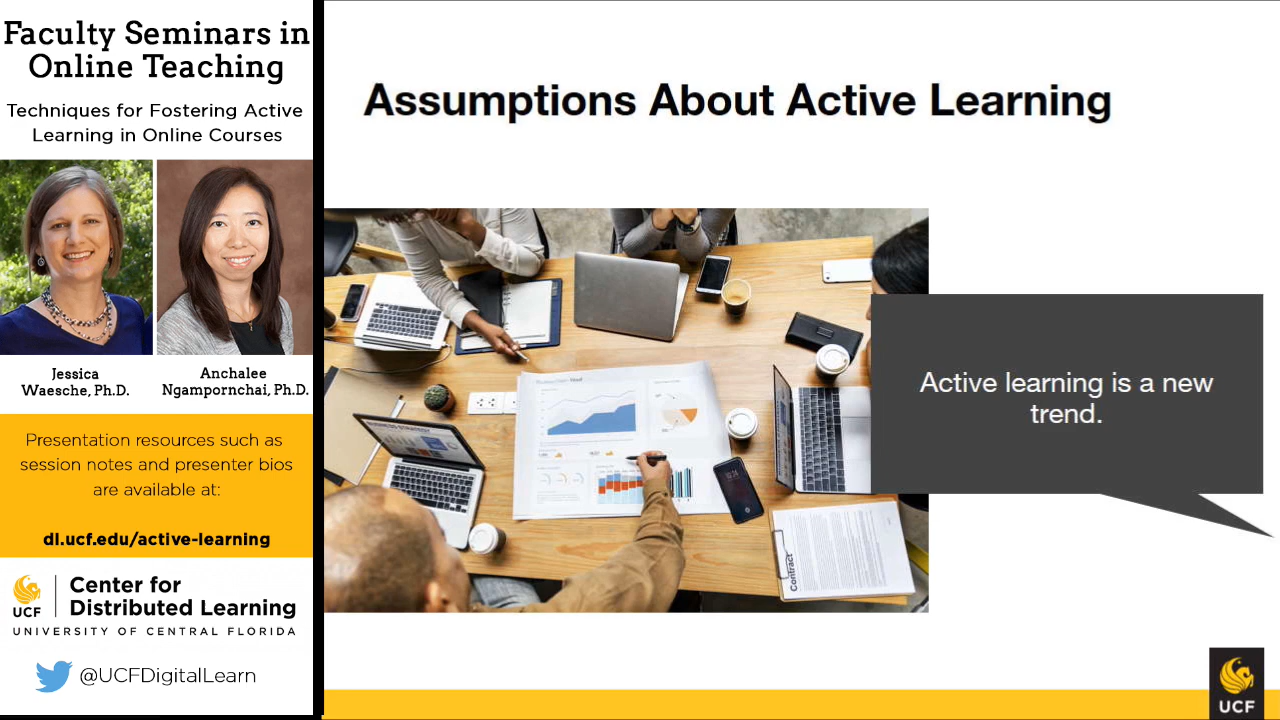 Faculty Seminars in
Online Teaching
Techniques for Fostering Active
Learning in Online Courses
Jessica
Waesche, Ph.D.
Anchalee
Ngampornchai, Ph.D.
Presentation resources such as
session notes and presenter bios
are available at:
dl.ucf.edu/active-learning
UCF
Center for
Distributed Learning
UNIVERSITY OF CENTRAL FLORIDA
@UCFDigitalLearn
Assumptions About Active Learning
Contract
Active learning is a new
trend.
UCF